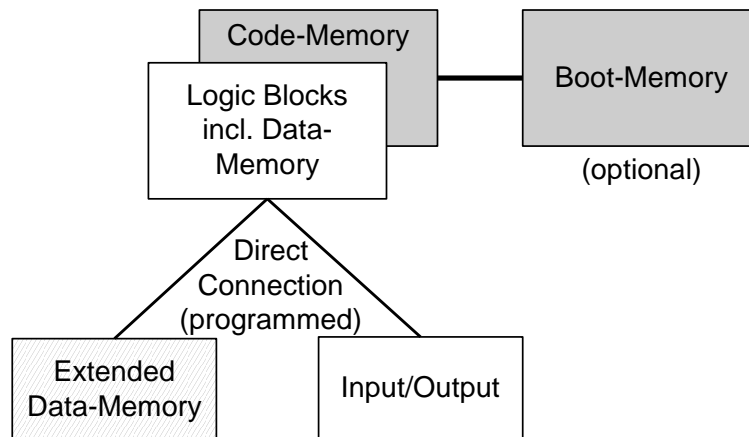 Code-Memory
Logic Blocks
incl. Data-
Memory
Boot-Memory
(optional)
Direct
Connection
(programmed)
Extended
Data-Memory
Input/Output